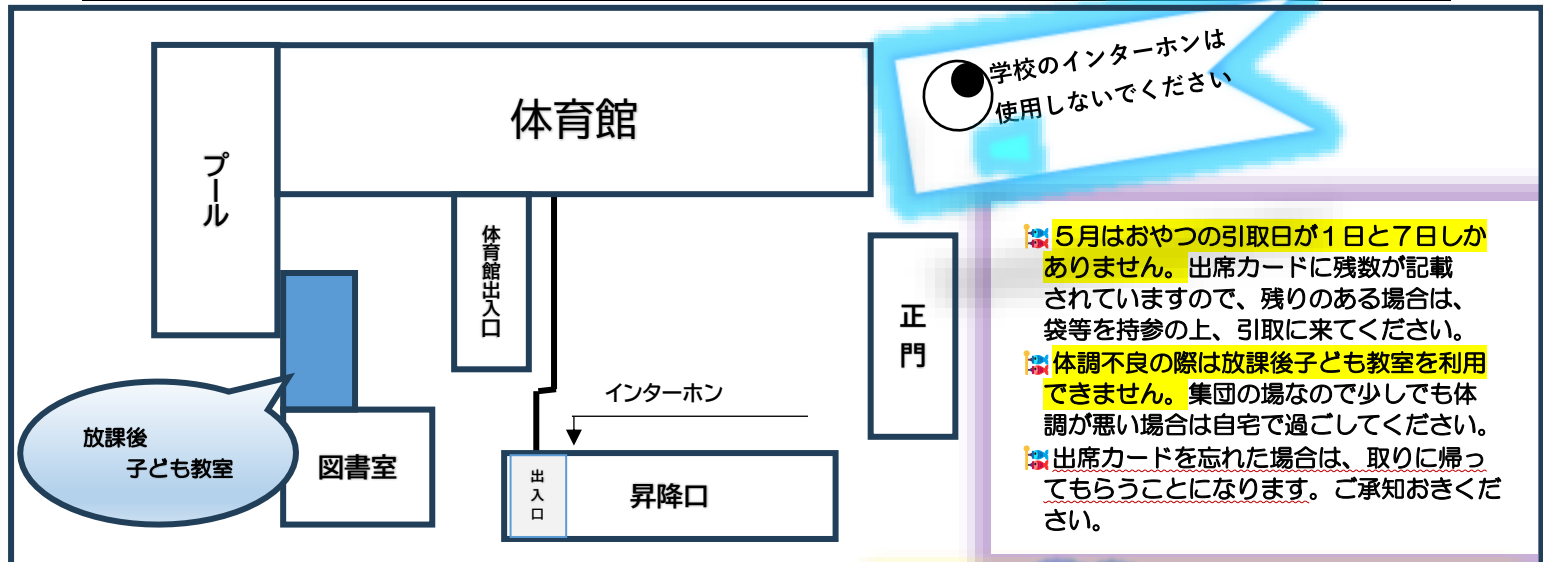 学校のインターホンは
使用しないでください
体育館
プール
体育館出入口
正門
インターホン
放課後
子ども教室
図書室
出入口
昇降口
５月はおやつの引取日が１日と７日しか
ありません。出席カードに残数が記載
されていますので、残りのある場合は、
袋等を持参の上、引取に来てください。
体調不良の際は放課後子ども教室を利用
できません。集団の場なので少しでも体
調が悪い場合は自宅で過ごしてください。
出席カードを忘れた場合は、取りに帰っ
てもらうことになります。ご承知おきくだ
さい。